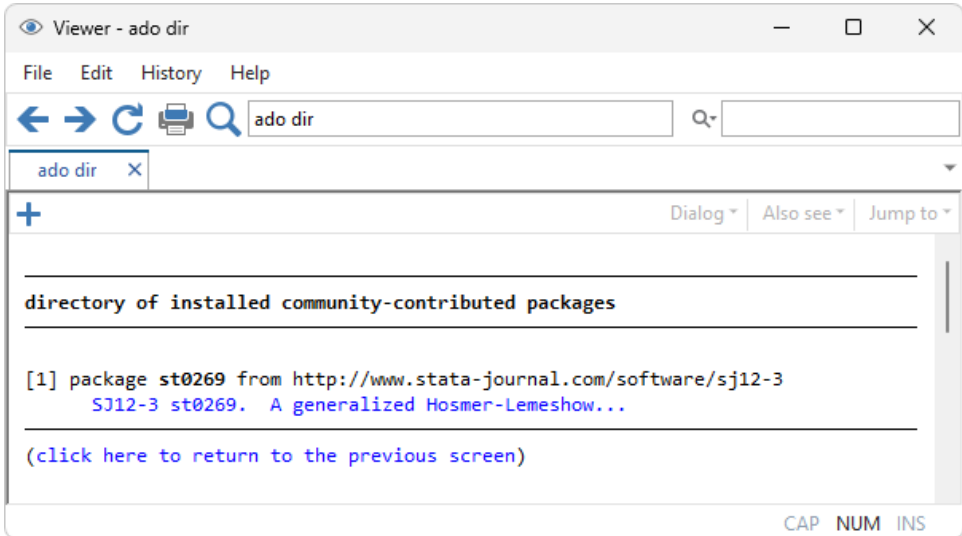 Viewer - ado dir
File Edit History Help
ado dir
ado dir
Dialog Also see Jump to
directory of installed community-contributed packages
[1] package st0269 from http://www.stata-journal.com/software/sj12-3
SJ12-3 st0269. A generalized Hosmer-Lemeshow...
(click here to return to the previous screen)
CAP NUM INS